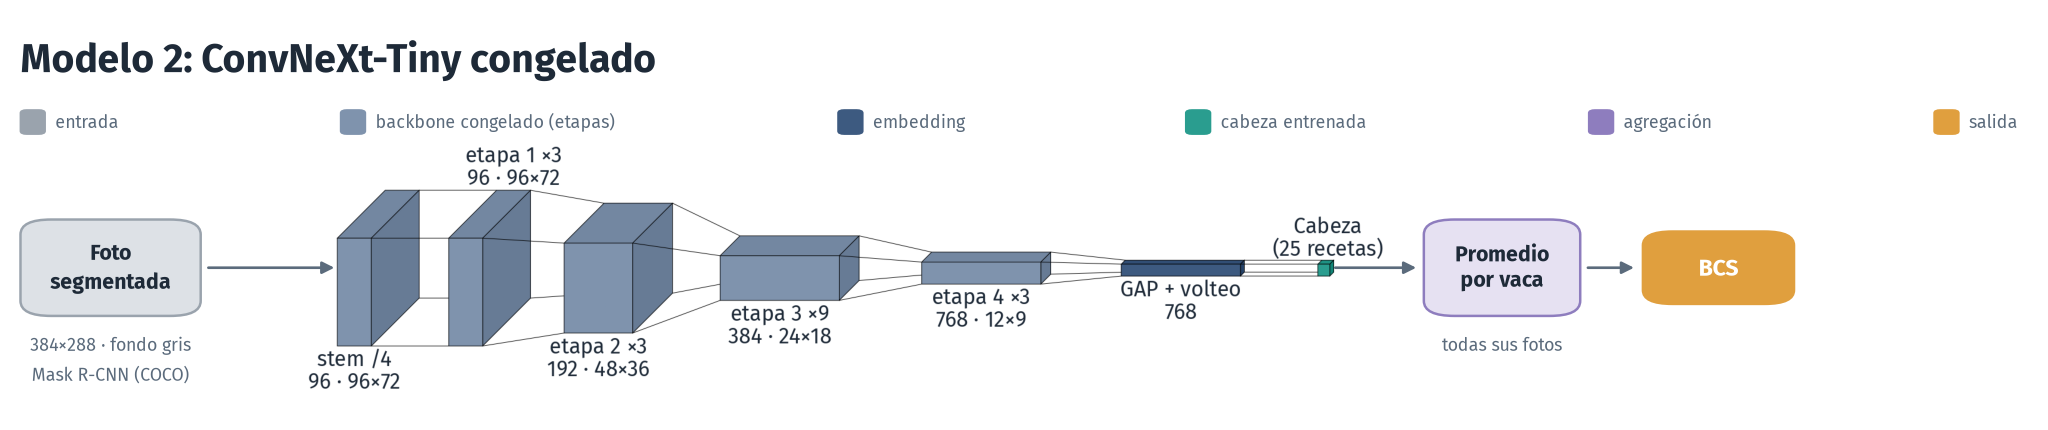 Modelo 2: ConvNeXt-Tiny congelado
entrada
backbone congelado (etapas)
embedding
cabeza entrenada
agregación
salida
Foto
segmentada
384×288 · fondo gris
Mask R-CNN (COCO)
stem /4
96 · 96×72
etapa 1 ×3
96 · 96×72
etapa 2 ×3
192 · 48×36
etapa 3 ×9
384 · 24×18
etapa 4 ×3
768 · 12×9
GAP + volteo
768
Cabeza
(25 recetas)
Promedio
por vaca
todas sus fotos
BCS